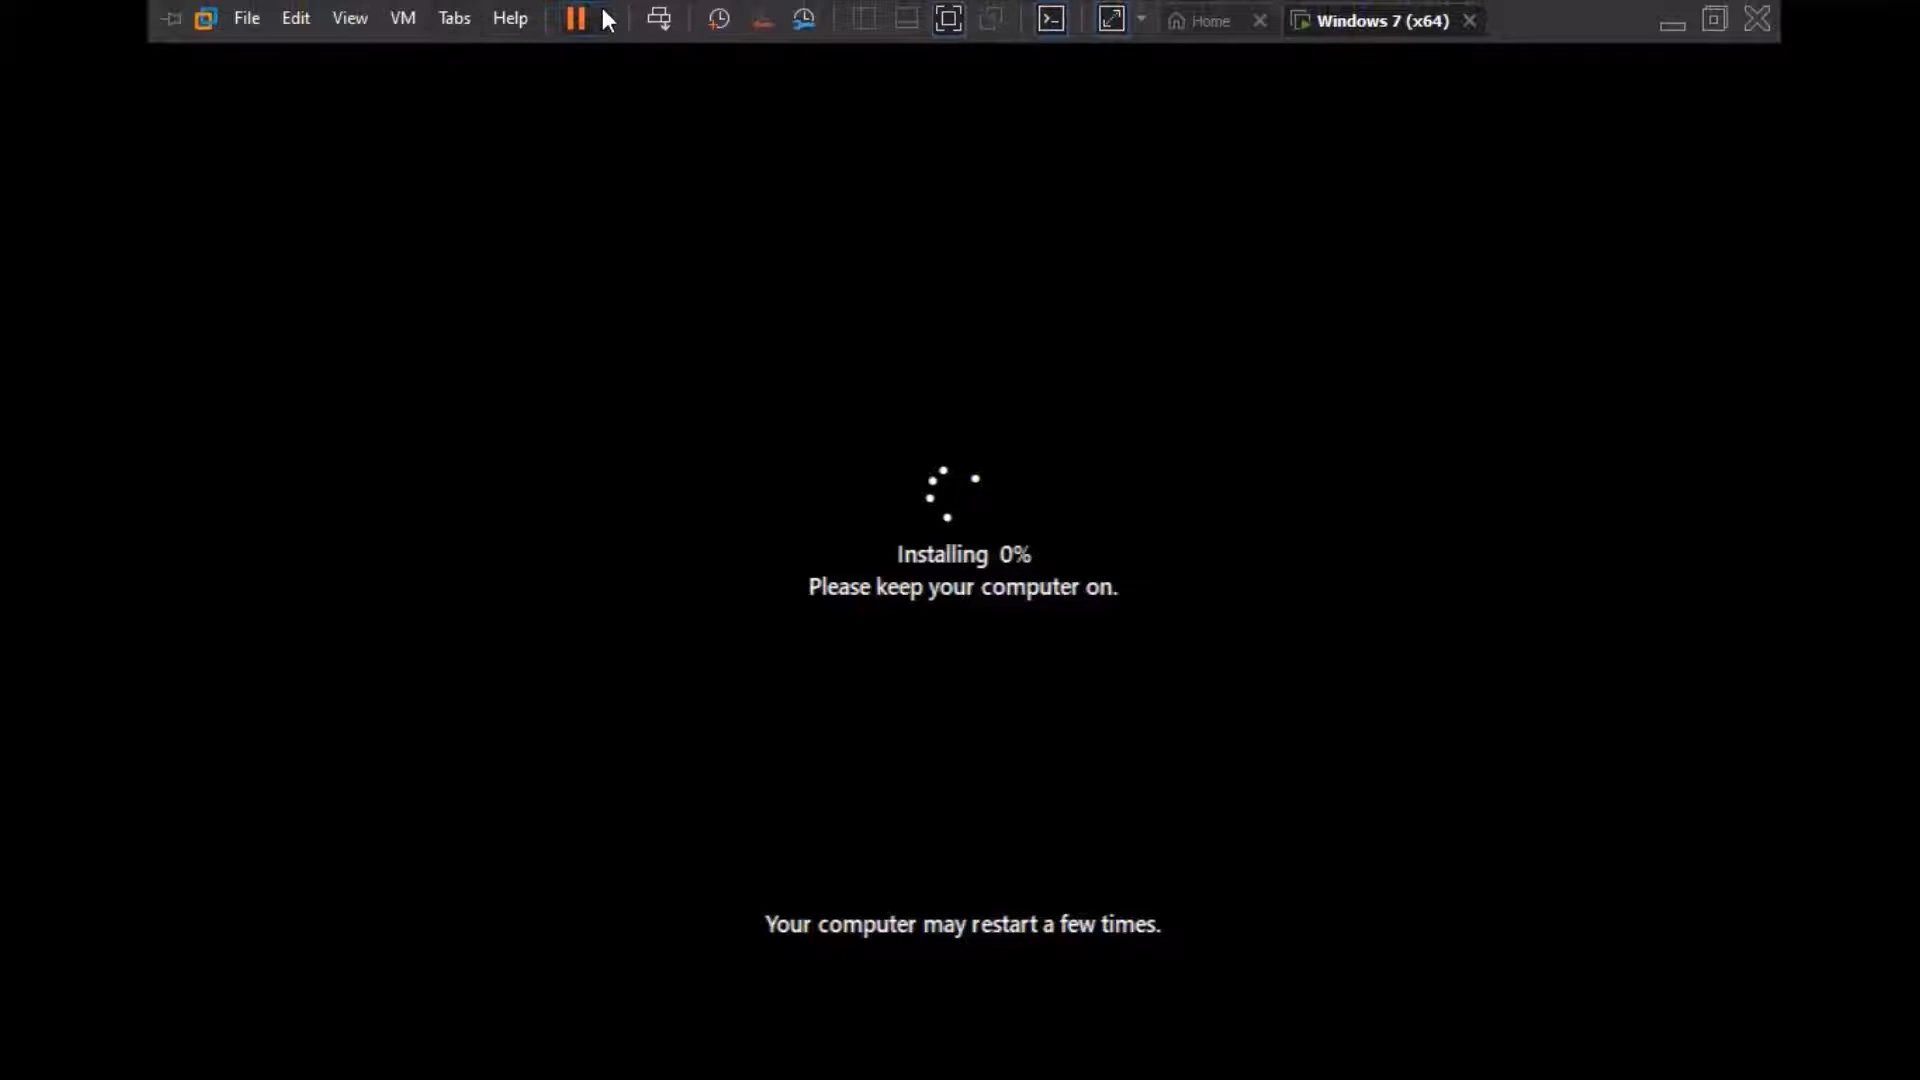 File Edit View VM Tabs Help Home Windows 7 (x64)
Installing 0%
Please keep your computer on.
Your computer may restart a few times.